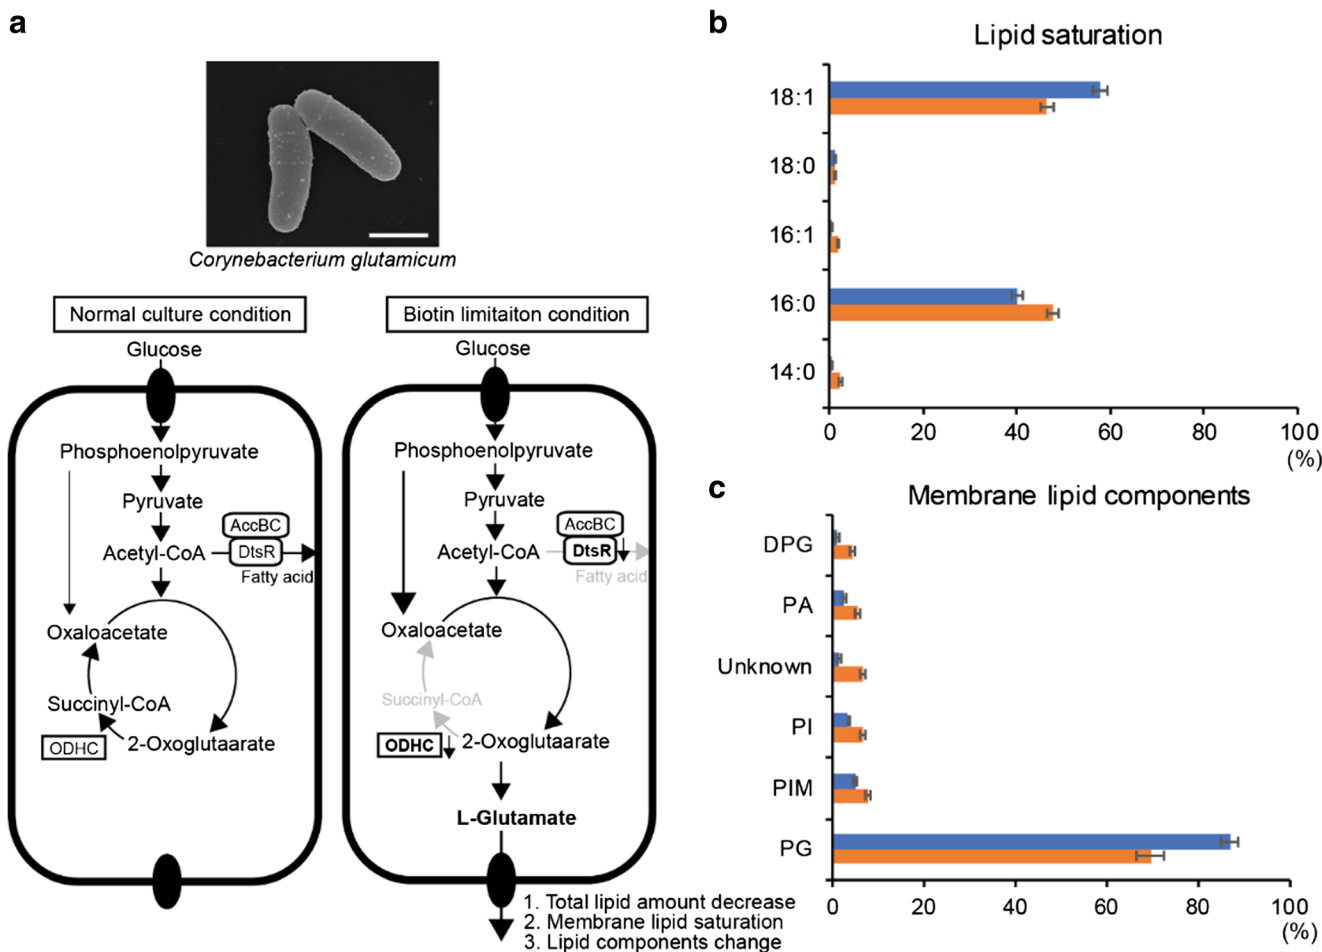 a
Corynebacterium glutamicum
Normal culture condition
Glucose
Phosphoenolpyruvate
Pyruvate
AccBC
Acetyl-CoA
DtsR
Fatty acid
Oxaloacetate
Succinyl-CoA
ODHC
2-Oxoglutaarate
Biotin limitaiton condition
Glucose
Phosphoenolpyruvate
Pyruvate
AccBC
Acetyl-CoA
DtsR
Fatty acid
Oxaloacetate
Succinyl-CoA
ODHC
2-Oxoglutaarate
L-Glutamate
1. Total lipid amount decrease
2. Membrane lipid saturation
3. Lipid components change
b
Lipid saturation
18:1
18:0
16:1
16:0
14:0
0 20 40 60 80 100
(%)
c
Membrane lipid components
DPG
PA
Unknown
PI
PIM
PG
0 20 40 60 80 100
(%)